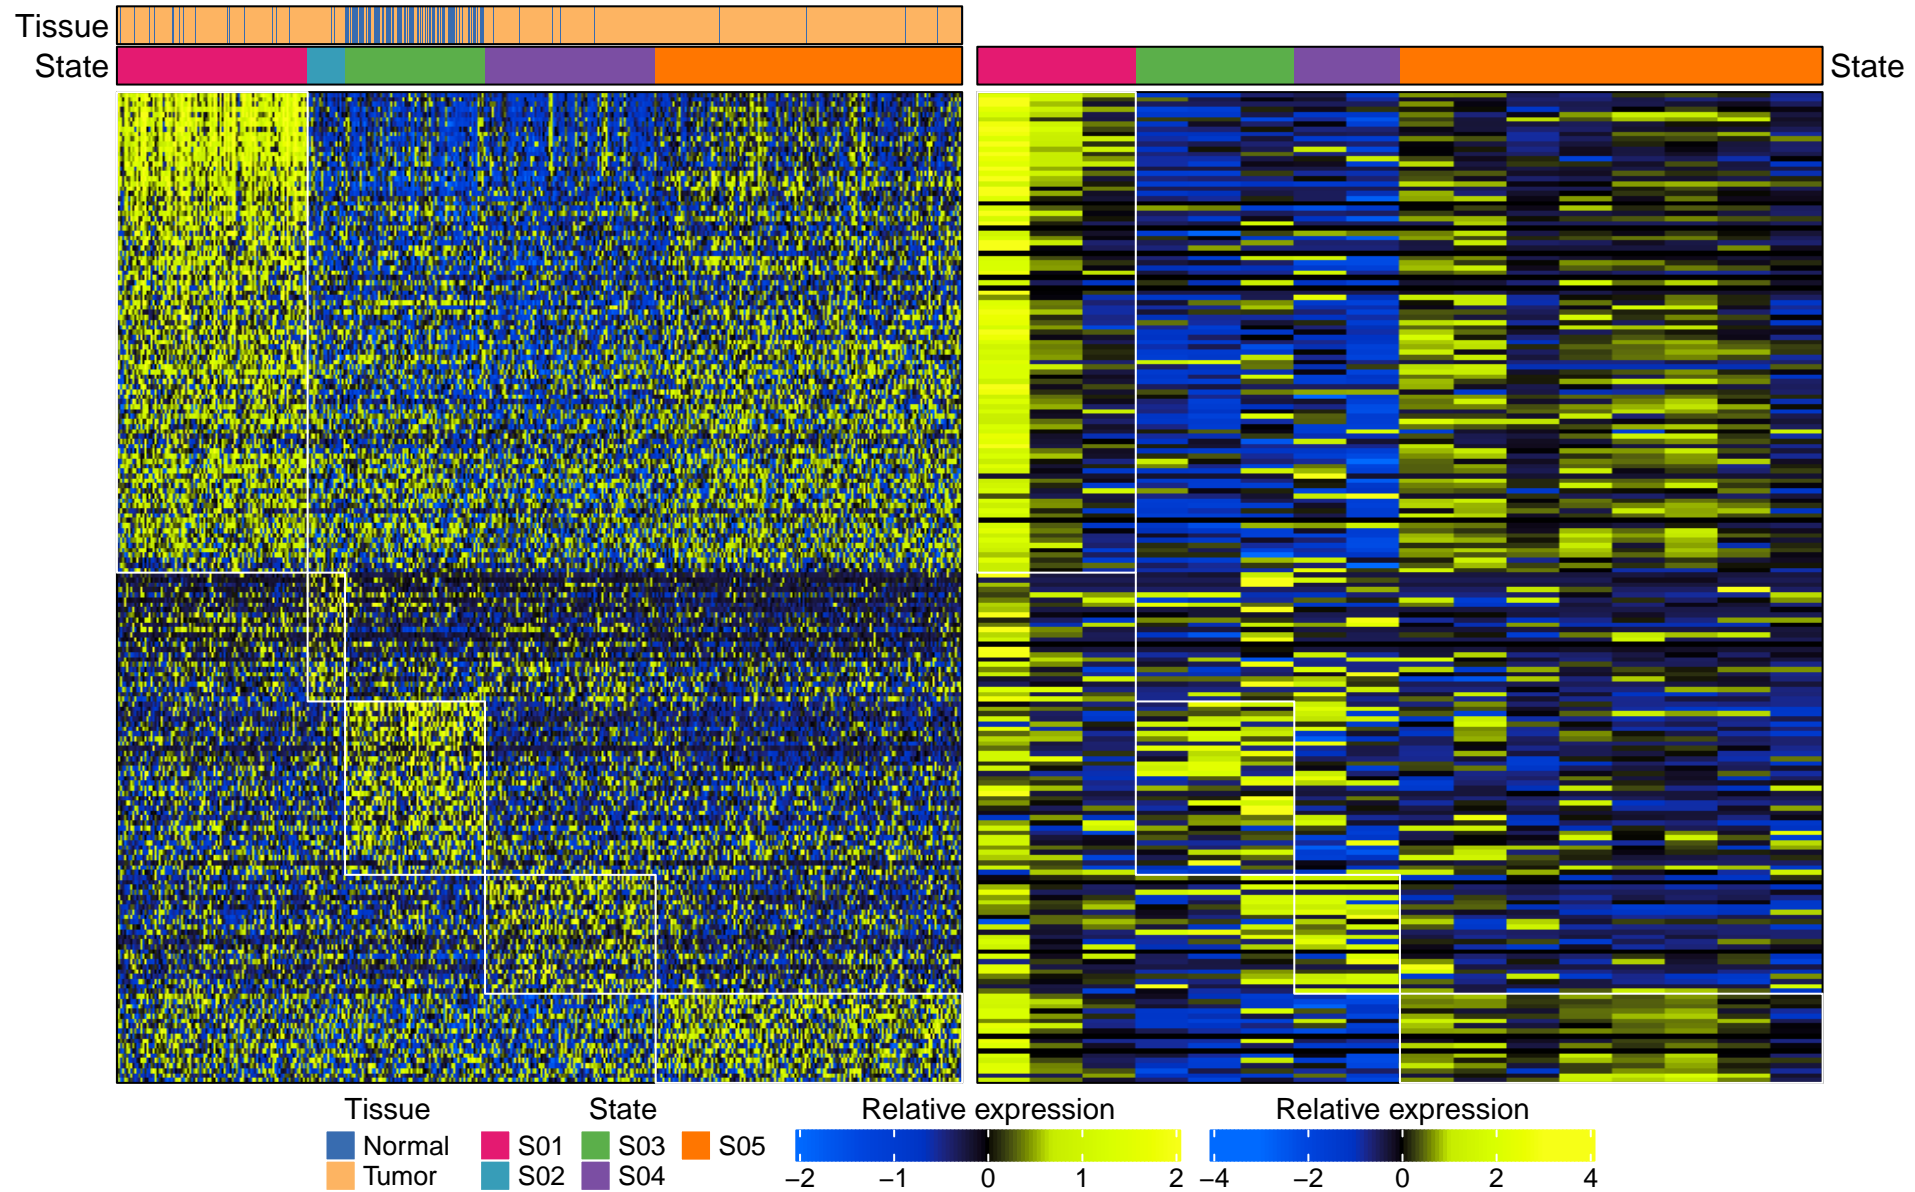 Tissue
State
State
Tissue State Relative expression Relative expression
Normal S01 S03 S05
Tumor S02 S04
−2 −1 0 1 2 −4 −2 0 2 4